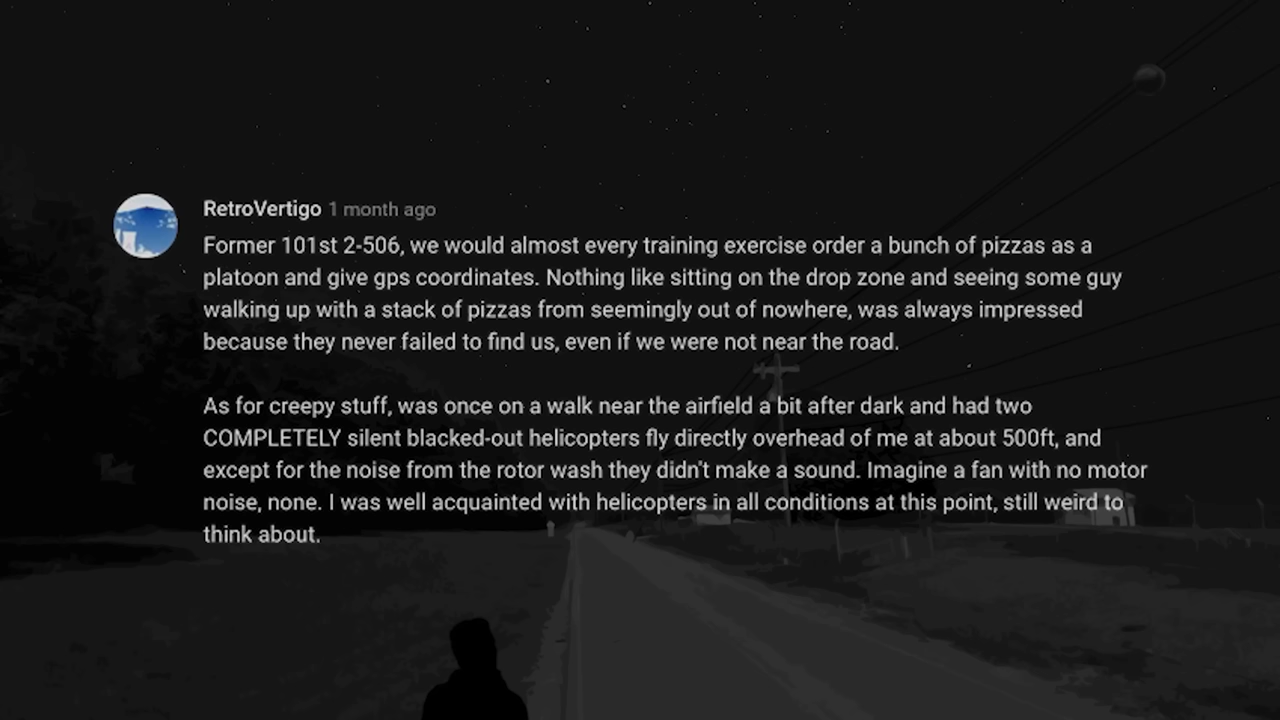 RetroVertigo 1 month ago
Former 101st 2-506, we would almost every training exercise order a bunch of pizzas as a
platoon and give gps coordinates. Nothing like sitting on the drop zone and seeing some guy
walking up with a stack of pizzas from seemingly out of nowhere, was always impressed
because they never failed to find us, even if we were not near the road.
As for creepy stuff, was once on a walk near the airfield a bit after dark and had two
COMPLETELY silent blacked-out helicopters fly directly overhead of me at about 500ft, and
except for the noise from the rotor wash they didn't make a sound. Imagine a fan with no motor
noise, none. I was well acquainted with helicopters in all conditions at this point, still weird to
think about.